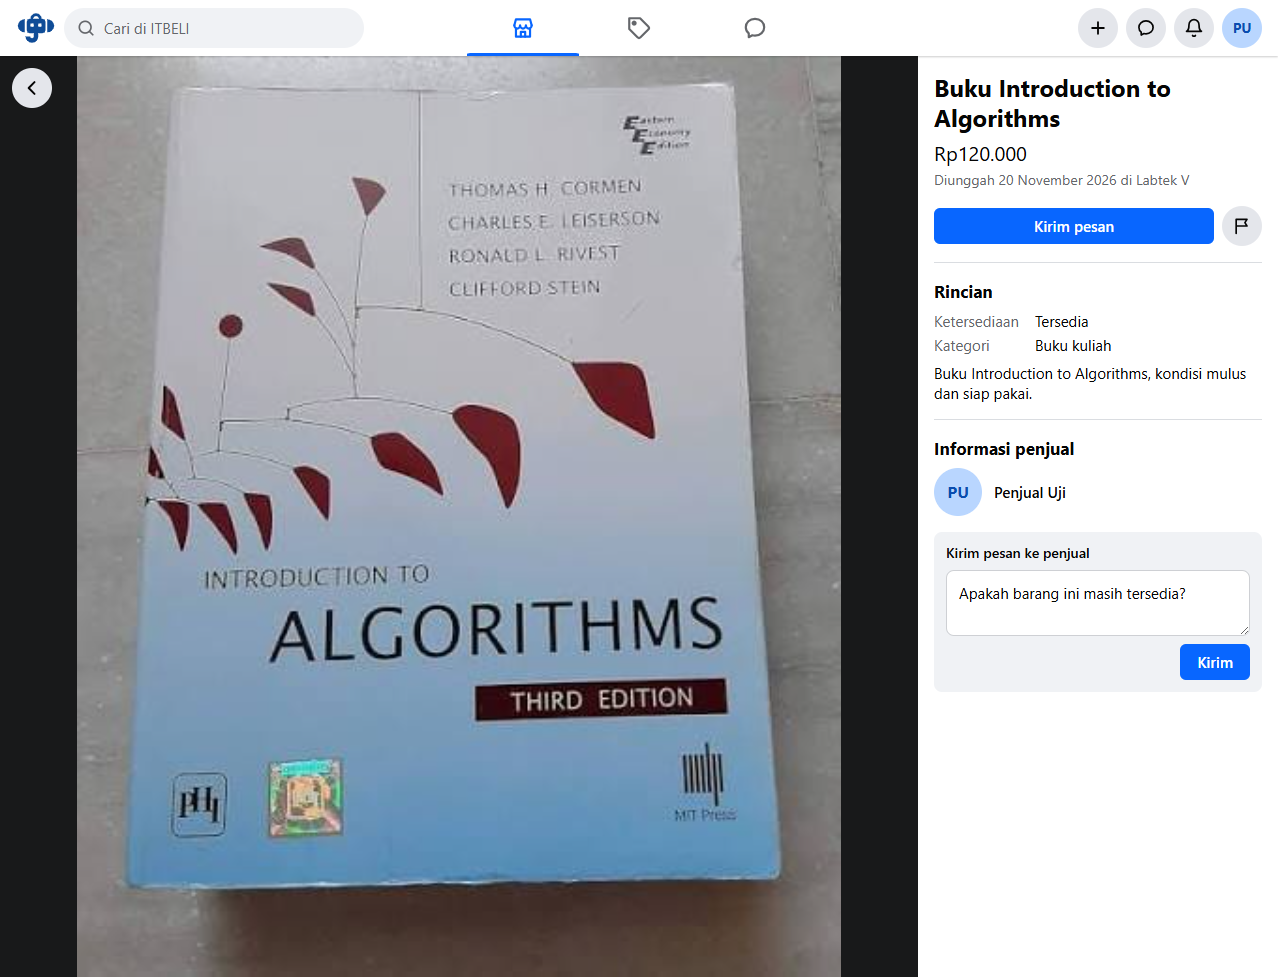 Cari di ITBELI
PU
Eastern
Economy
Edition
THOMAS H. CORMEN
CHARLES E. LEISERSON
RONALD L. RIVEST
CLIFFORD STEIN
INTRODUCTION TO
ALGORITHMS
THIRD EDITION
PHI
MIT Press
Buku Introduction to
Algorithms
Rp120.000
Diunggah 20 November 2026 di Labtek V
Kirim pesan
Rincian
Ketersediaan Tersedia
Kategori Buku kuliah
Buku Introduction to Algorithms, kondisi mulus
dan siap pakai.
Informasi penjual
PU Penjual Uji
Kirim pesan ke penjual
Apakah barang ini masih tersedia?
Kirim